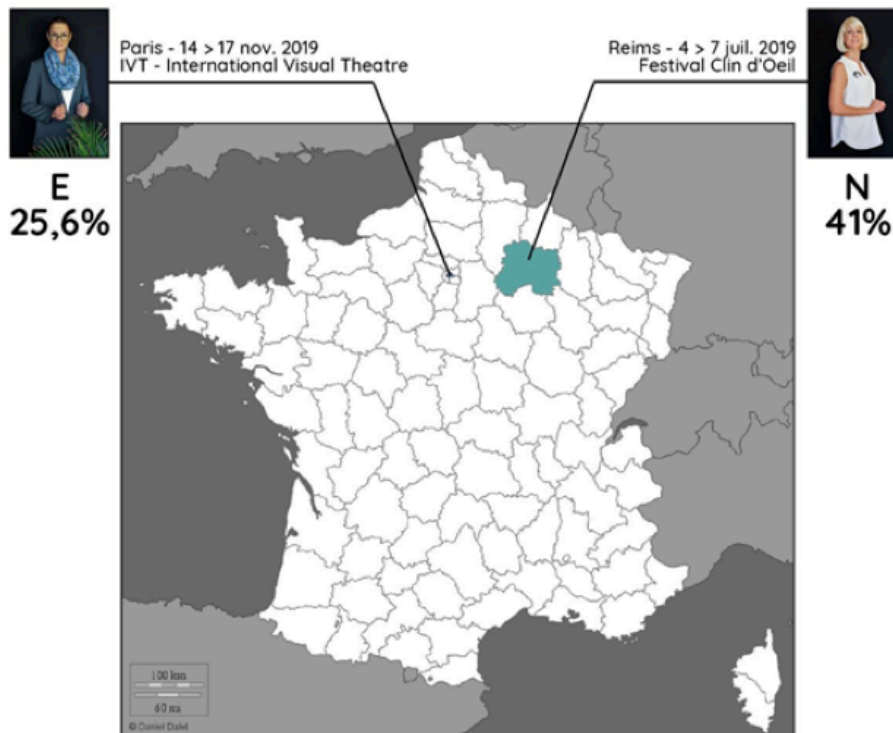 Paris - 14 > 17 nov. 2019
IVT - International Visual Theatre
Reims - 4 > 7 juil. 2019
Festival Clin d'Oeil
E
25,6%
N
41%
100 km
60 mi
© Daniel Dalet